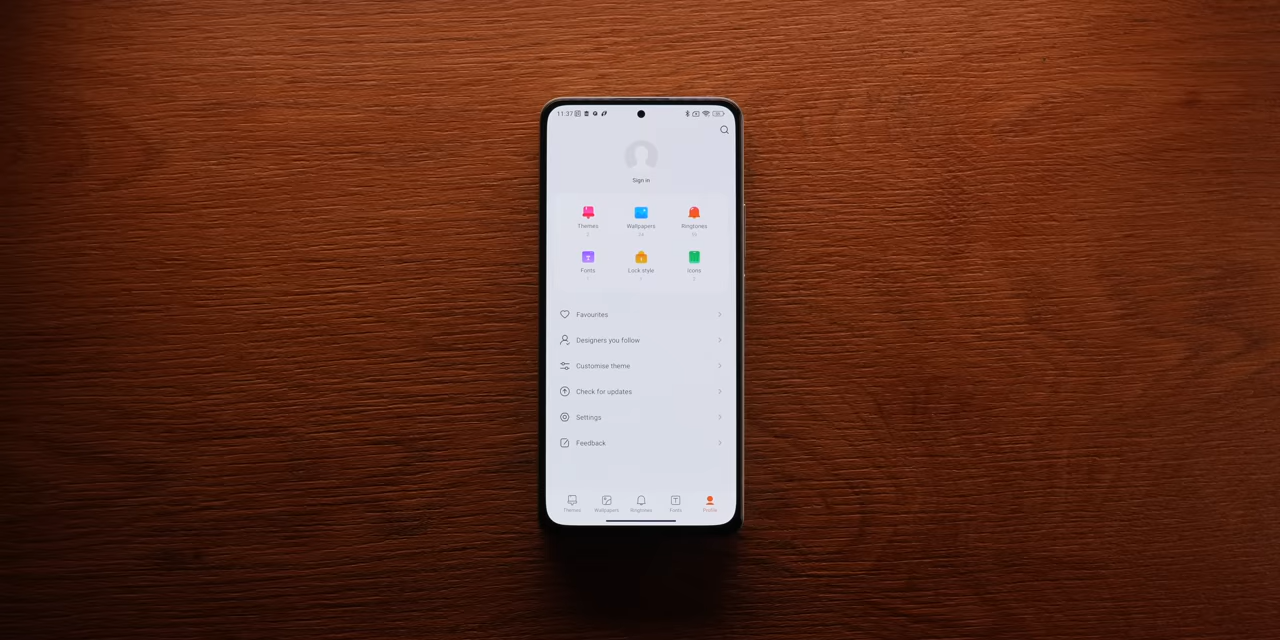 11:37
Sign in
Themes Wallpapers Ringtones
Fonts Lock style Icons
Favourites
Designers you follow
Customise theme
Check for updates
Settings
Feedback
Themes Wallpapers Ringtones Fonts Profile